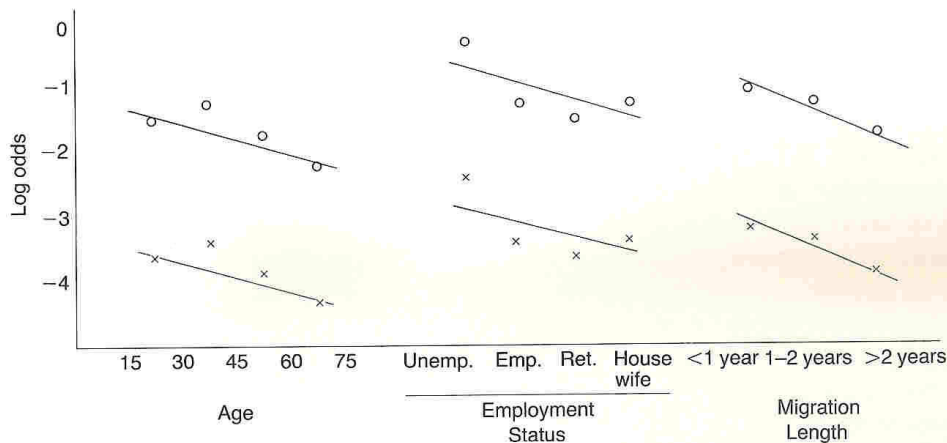 0
−1
−2
−3
−4
Log odds
15 30 45 60 75 Unemp. Emp. Ret. House <1 year 1–2 years >2 years
wife
Age Employment Migration
Status Length